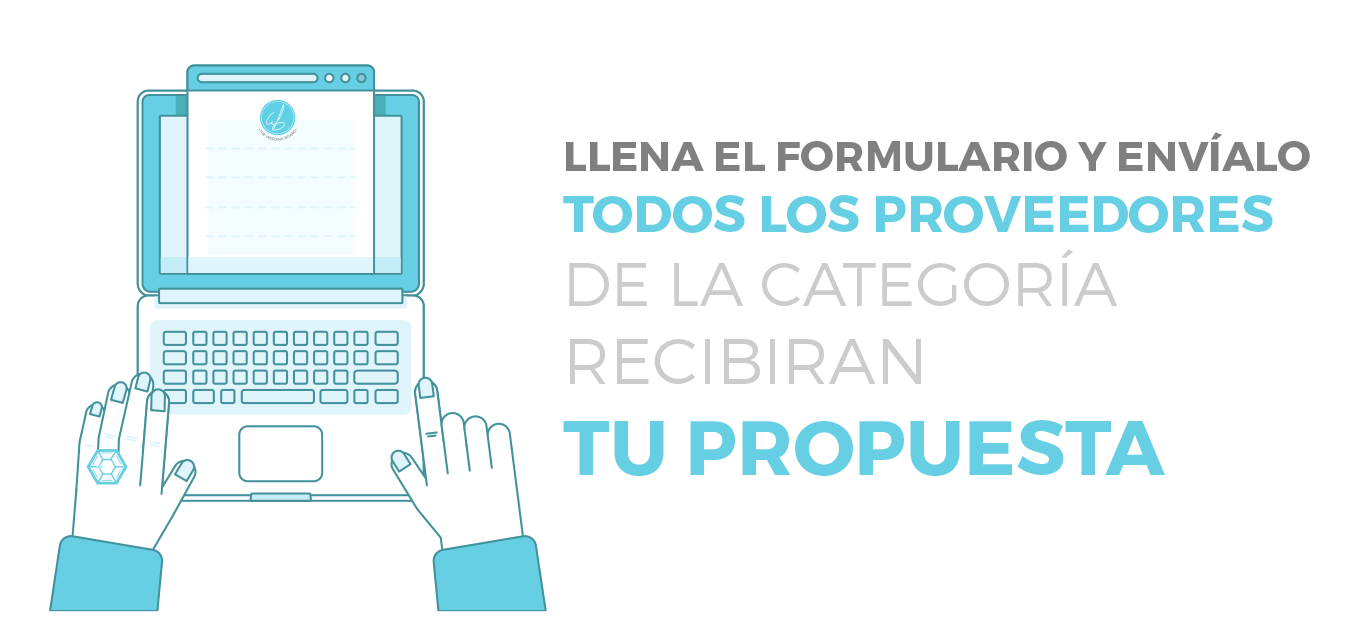 LLENA EL FORMULARIO Y ENVÍALO
TODOS LOS PROVEEDORES
DE LA CATEGORÍA
RECIBIRAN
TU PROPUESTA